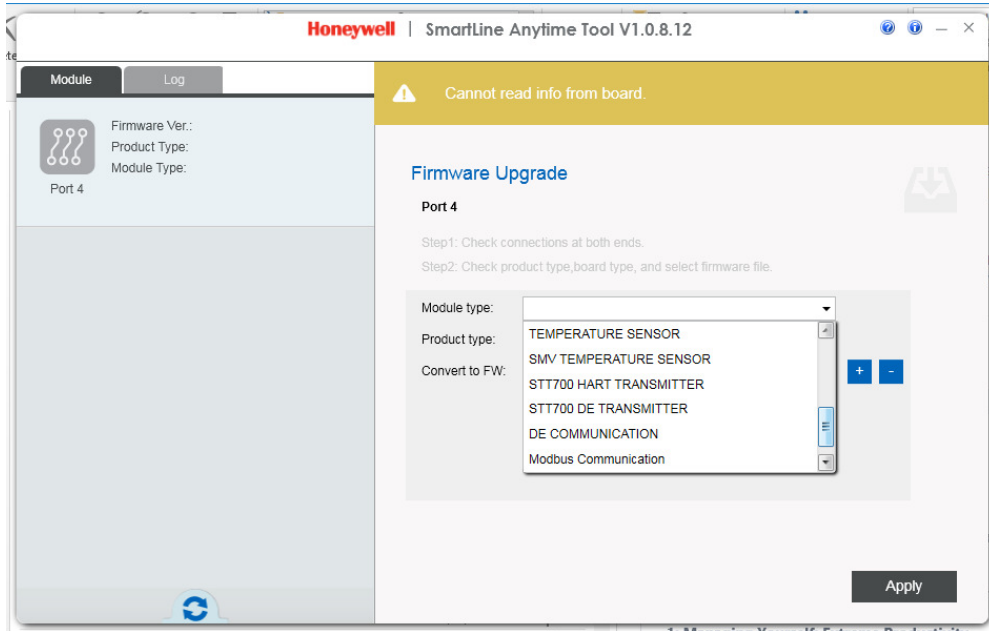 Honeywell | SmartLine Anytime Tool V1.0.8.12
Module
Log
Firmware Ver.:
Product Type:
Module Type:
Port 4
Cannot read info from board.
Firmware Upgrade
Port 4
Step1: Check connections at both ends.
Step2: Check product type,board type, and select firmware file.
Module type:
Product type:
Convert to FW:
TEMPERATURE SENSOR
SMV TEMPERATURE SENSOR
STT700 HART TRANSMITTER
STT700 DE TRANSMITTER
DE COMMUNICATION
Modbus Communication
+ -
Apply